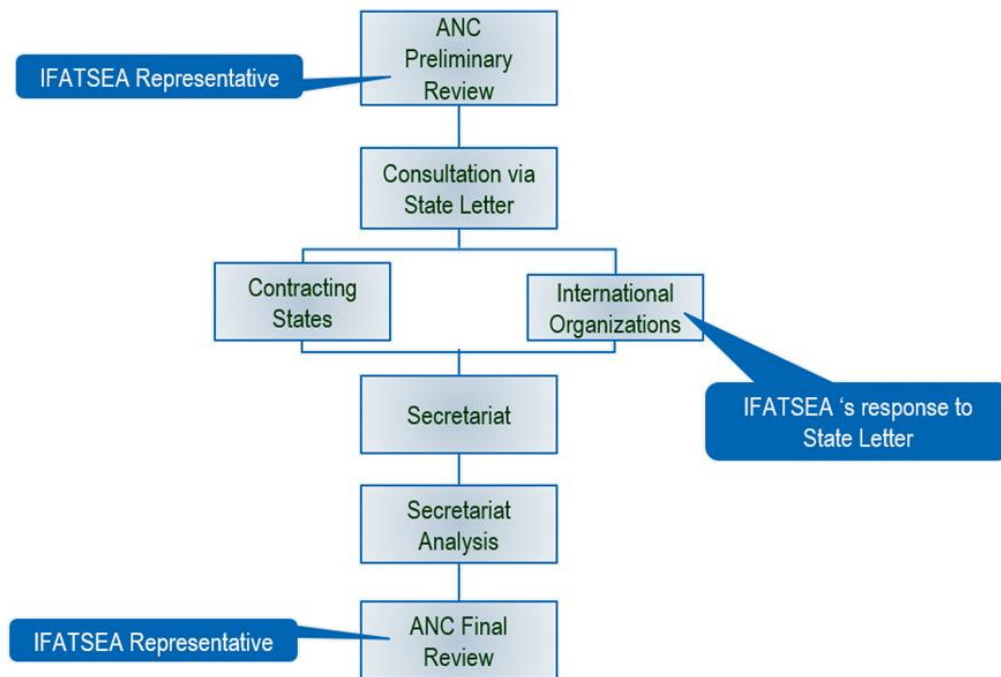 ANC
Preliminary
Review
IFATSEA Representative
Consultation via
State Letter
Contracting
States
International
Organizations
Secretariat
IFATSEA ‘s response to
State Letter
Secretariat
Analysis
ANC Final
Review
IFATSEA Representative